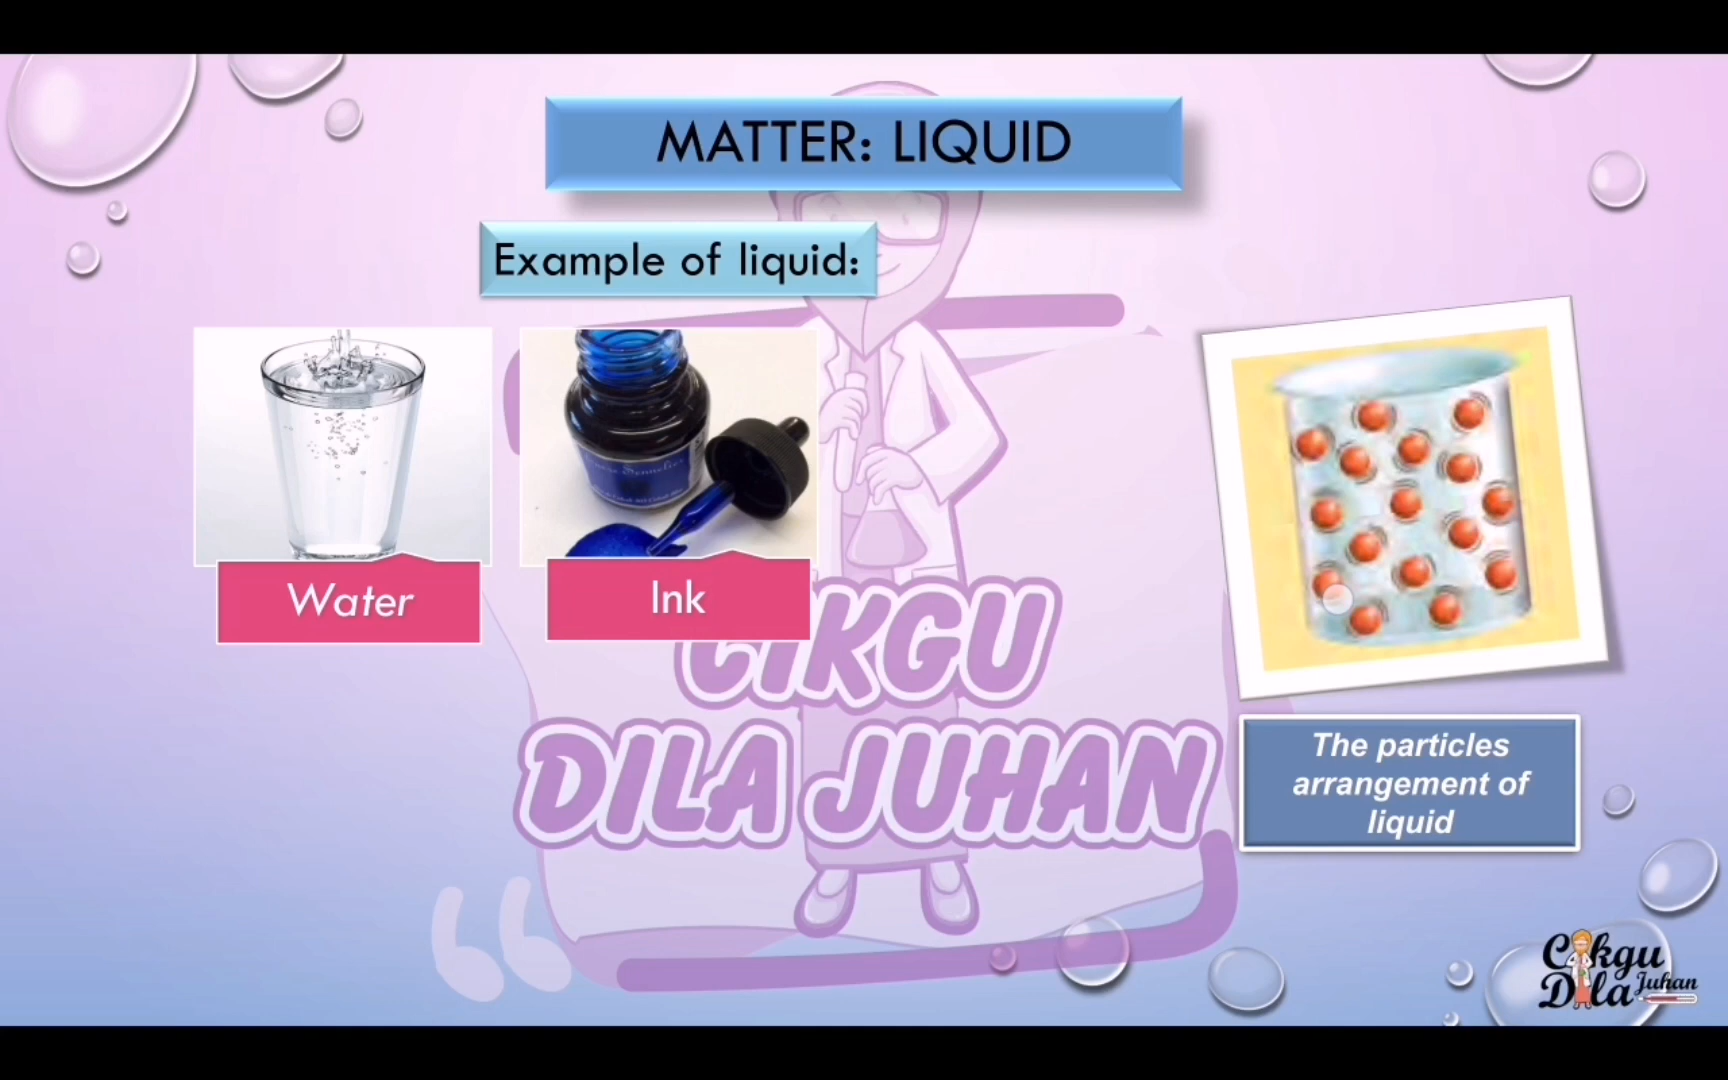 MATTER: LIQUID
Example of liquid:
Water
Ink
The particles
arrangement of
liquid
CIKGU
DILA JUHAN
Cikgu
Dila Juhan